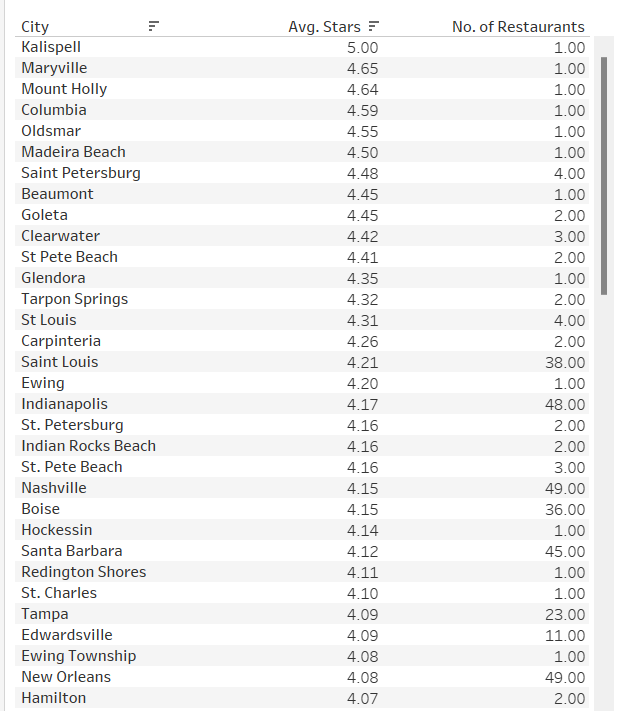 City Avg. Stars No. of Restaurants
Kalispell 5.00 1.00
Maryville 4.65 1.00
Mount Holly 4.64 1.00
Columbia 4.59 1.00
Oldsmar 4.55 1.00
Madeira Beach 4.50 1.00
Saint Petersburg 4.48 4.00
Beaumont 4.45 1.00
Goleta 4.45 2.00
Clearwater 4.42 3.00
St Pete Beach 4.41 2.00
Glendora 4.35 1.00
Tarpon Springs 4.32 2.00
St Louis 4.31 4.00
Carpinteria 4.26 2.00
Saint Louis 4.21 38.00
Ewing 4.20 1.00
Indianapolis 4.17 48.00
St. Petersburg 4.16 2.00
Indian Rocks Beach 4.16 2.00
St. Pete Beach 4.16 3.00
Nashville 4.15 49.00
Boise 4.15 36.00
Hockessin 4.14 1.00
Santa Barbara 4.12 45.00
Redington Shores 4.11 1.00
St. Charles 4.10 1.00
Tampa 4.09 23.00
Edwardsville 4.09 11.00
Ewing Township 4.08 1.00
New Orleans 4.08 49.00
Hamilton 4.07 2.00